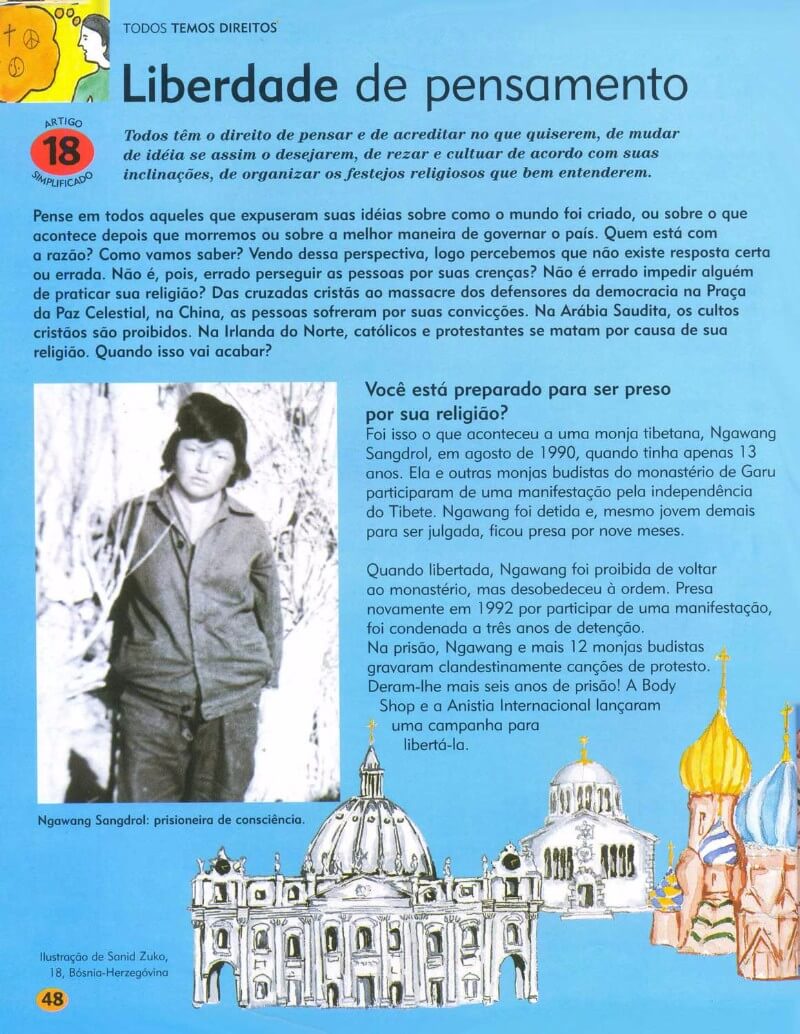 TODOS TEMOS DIREITOS
Liberdade de pensamento
ARTIGO
18
SIMPLIFICADO
Todos têm o direito de pensar e de acreditar no que quiserem, de mudar
de idéia se assim o desejarem, de rezar e cultuar de acordo com suas
inclinações, de organizar os festejos religiosos que bem entenderem.
Pense em todos aqueles que expuseram suas idéias sobre como o mundo foi criado, ou sobre o que
acontece depois que morremos ou sobre a melhor maneira de governar o país. Quem está com
a razão? Como vamos saber? Vendo dessa perspectiva, logo percebemos que não existe resposta certa
ou errada. Não é, pois, errado perseguir as pessoas por suas crenças? Não é errado impedir alguém
de praticar sua religião? Das cruzadas cristãs ao massacre dos defensores da democracia na Praça
da Paz Celestial, na China, as pessoas sofreram por suas convicções. Na Arábia Saudita, os cultos
cristãos são proibidos. Na Irlanda do Norte, católicos e protestantes se matam por causa de sua
religião. Quando isso vai acabar?
Você está preparado para ser preso
por sua religião?
Foi isso o que aconteceu a uma monja tibetana, Ngawang
Sangdrol, em agosto de 1990, quando tinha apenas 13
anos. Ela e outras monjas budistas do monastério de Garu
participaram de uma manifestação pela independência
do Tibete. Ngawang foi detida e, mesmo jovem demais
para ser julgada, ficou presa por nove meses.
Quando libertada, Ngawang foi proibida de voltar
ao monastério, mas desobedeceu à ordem. Presa
novamente em 1992 por participar de uma manifestação,
foi condenada a três anos de detenção.
Na prisão, Ngawang e mais 12 monjas budistas
gravaram clandestinamente canções de protesto.
Deram-lhe mais seis anos de prisão! A Body
Shop e a Anistia Internacional lançaram
uma campanha para
libertá-la.
Ngawang Sangdrol: prisioneira de consciência.
Ilustração de Sanid Zuko,
18, Bósnia-Herzegóvina
48